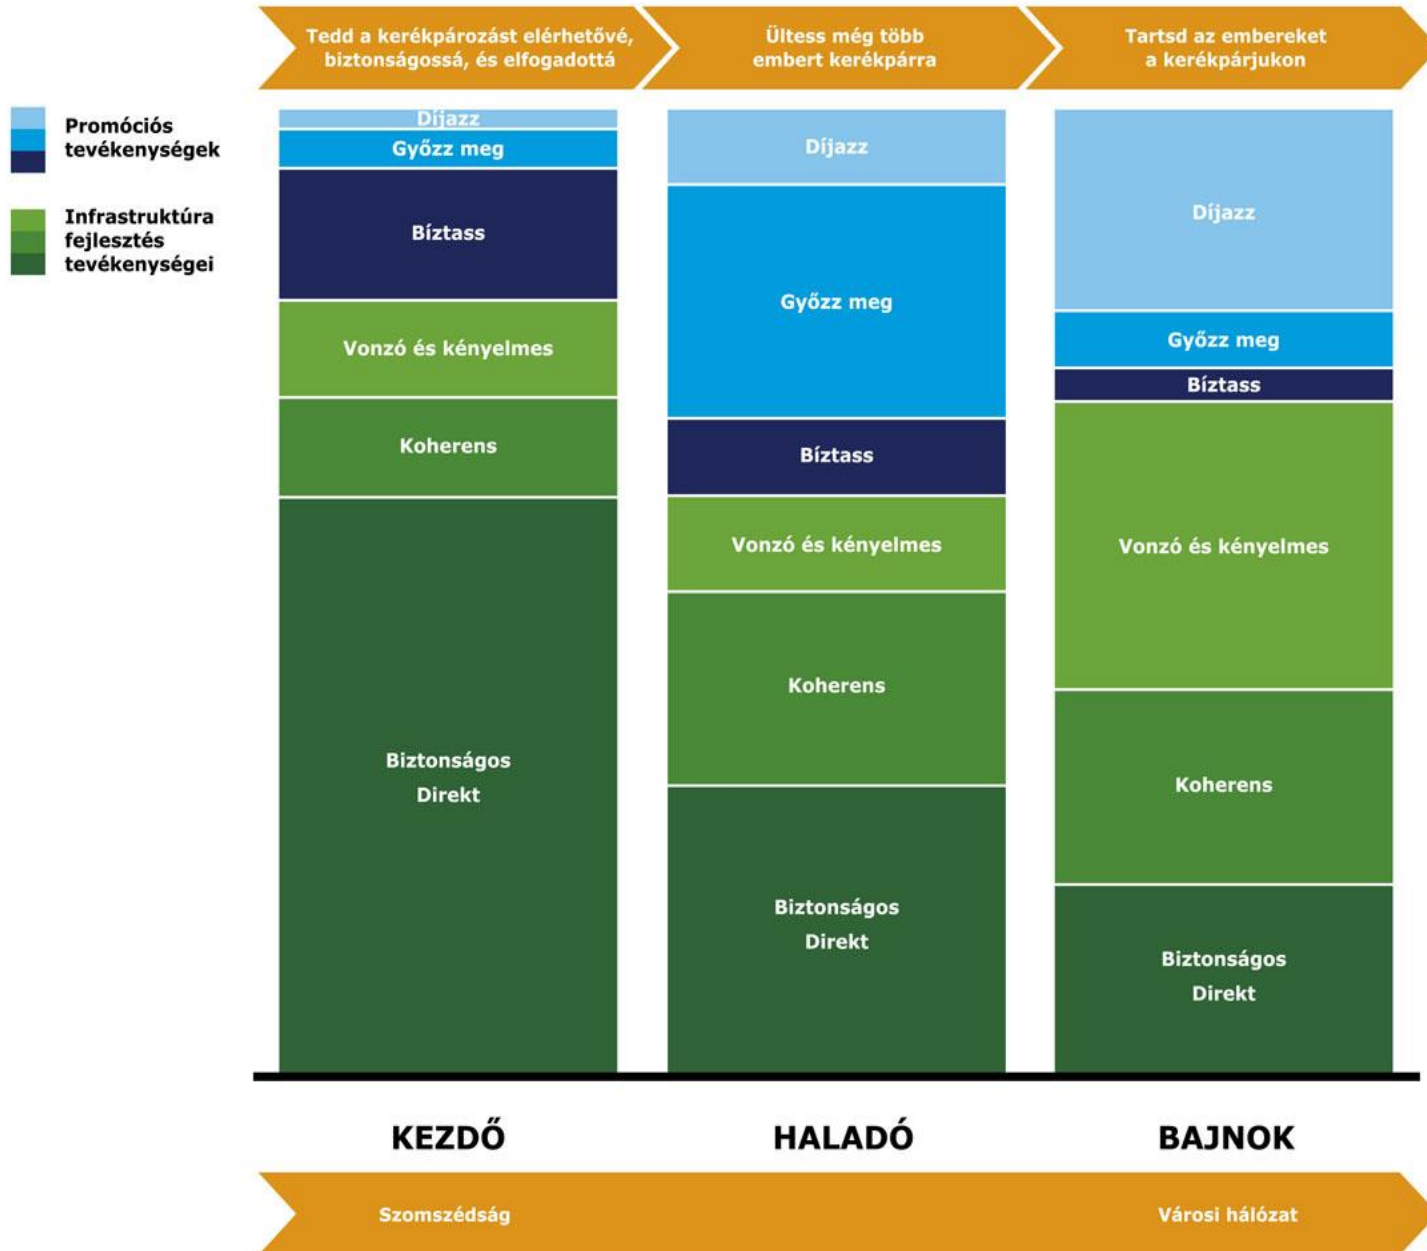 Tedd a kerékpározást elérhetővé,
biztonságossá, és elfogadottá
Ültess még több
embert kerékpárra
Tartsd az embereket
a kerékpárjukon
Promóciós
tevékenységek
Infrastruktúra
fejlesztés
tevékenységei
Díjazz
Győzz meg
Bíztass
Vonzó és kényelmes
Koherens
Biztonságos
Direkt
Díjazz
Győzz meg
Bíztass
Vonzó és kényelmes
Koherens
Biztonságos
Direkt
Díjazz
Győzz meg
Bíztass
Vonzó és kényelmes
Koherens
Biztonságos
Direkt
KEZDŐ
HALADÓ
BAJNOK
Szomszédság
Városi hálózat